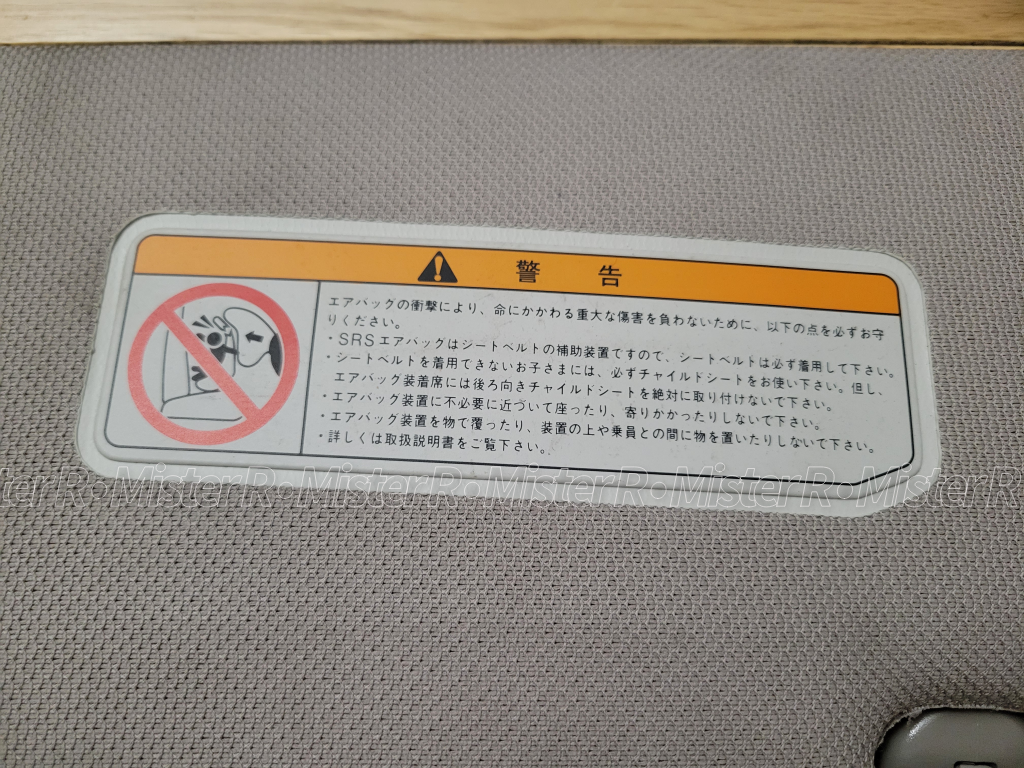 警告
エアバッグの衝撃により、命にかかわる重大な傷害を負わないために、以下の点を必ずお守
りください。
・SRSエアバッグはシートベルトの補助装置ですので、シートベルトは必ず着用して下さい。
・シートベルトを着用できないお子さまには、必ずチャイルドシートをお使い下さい。但し、
エアバッグ装着席には後ろ向きチャイルドシートを絶対に取り付けないで下さい。
・エアバッグ装置に不必要に近づいて座ったり、寄りかかったりしないで下さい。
・エアバッグ装置を物で覆ったり、装置の上や乗員との間に物を置いたりしないで下さい。
・詳しくは取扱説明書をご覧下さい。
ster RoMister RoMister RoMister RoMister RoMister